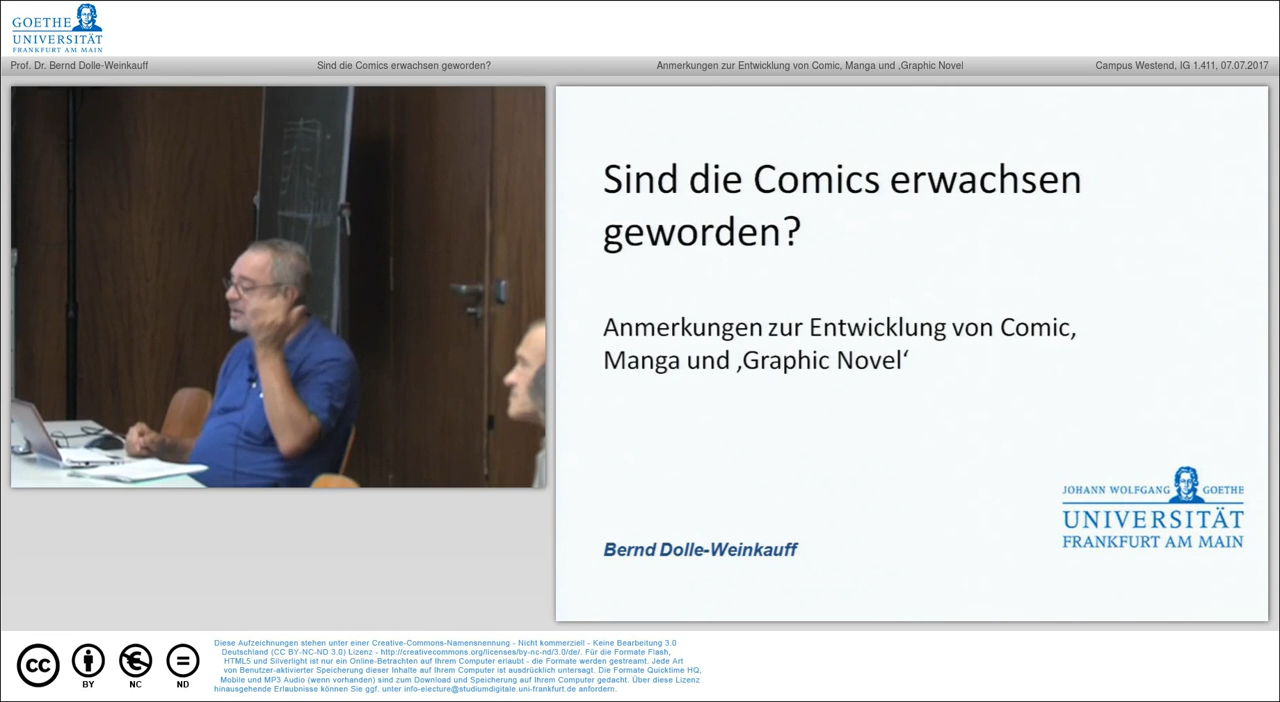 GOETHE
UNIVERSITÄT
FRANKFURT AM MAIN
Prof. Dr. Bernd Dolle-Weinkauff
Sind die Comics erwachsen geworden?
Anmerkungen zur Entwicklung von Comic, Manga und ‚Graphic Novel
Campus Westend, IG 1.411, 07.07.2017
Sind die Comics erwachsen
geworden?
Anmerkungen zur Entwicklung von Comic,
Manga und ‚Graphic Novel‘
Bernd Dolle-Weinkauff
JOHANN WOLFGANG GOETHE
UNIVERSITÄT
FRANKFURT AM MAIN
cc
BY
NC
ND
Diese Aufzeichnungen stehen unter einer Creative-Commons-Namensnennung - Nicht kommerziell - Keine Bearbeitung 3.0
Deutschland (CC BY-NC-ND 3.0) Lizenz - http://creativecommons.org/licenses/by-nc-nd/3.0/de/. Für die Formate Flash,
HTML5 und Silverlight ist nur ein Online-Betrachten auf Ihrem Computer erlaubt - die Formate werden gestreamt. Jede Art
von Benutzer-aktivierter Speicherung dieser Inhalte auf Ihrem Computer ist ausdrücklich untersagt. Die Formate Quicktime HQ,
Mobile und MP3 Audio (wenn vorhanden) sind zum Download und Speicherung auf Ihrem Computer gedacht. Über diese Lizenz
hinausgehende Erlaubnisse können Sie ggf. unter info-electure@studiumdigitale.uni-frankfurt.de anfordern.